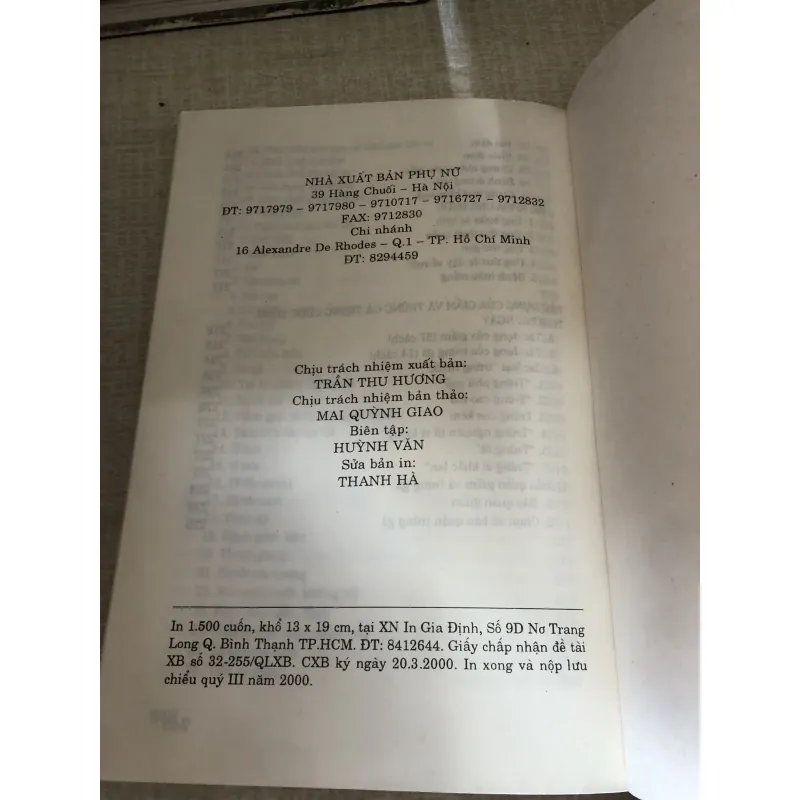 NHÀ XUẤT BẢN PHỤ NỮ
39 Hàng Chuối – Hà Nội
ĐT: 9717979 – 9717980 – 9710717 – 9716727 – 9712832
FAX: 9712830
Chi nhánh
16 Alexandre De Rhodes – Q.1 – TP. Hồ Chí Minh
ĐT: 8294459
Chịu trách nhiệm xuất bản:
TRẦN THU HƯƠNG
Chịu trách nhiệm bản thảo:
MAI QUỲNH GIAO
Biên tập:
HUỲNH VĂN
Sửa bản in:
THANH HÀ
In 1.500 cuốn, khổ 13 x 19 cm, tại XN In Gia Định, Số 9D Nơ Trang
Long Q. Bình Thạnh TP.HCM. ĐT: 8412644. Giấy chấp nhận đề tài
XB số 32-255/QLXB. CXB ký ngày 20.3.2000. In xong và nộp lưu
chiểu quý III năm 2000.